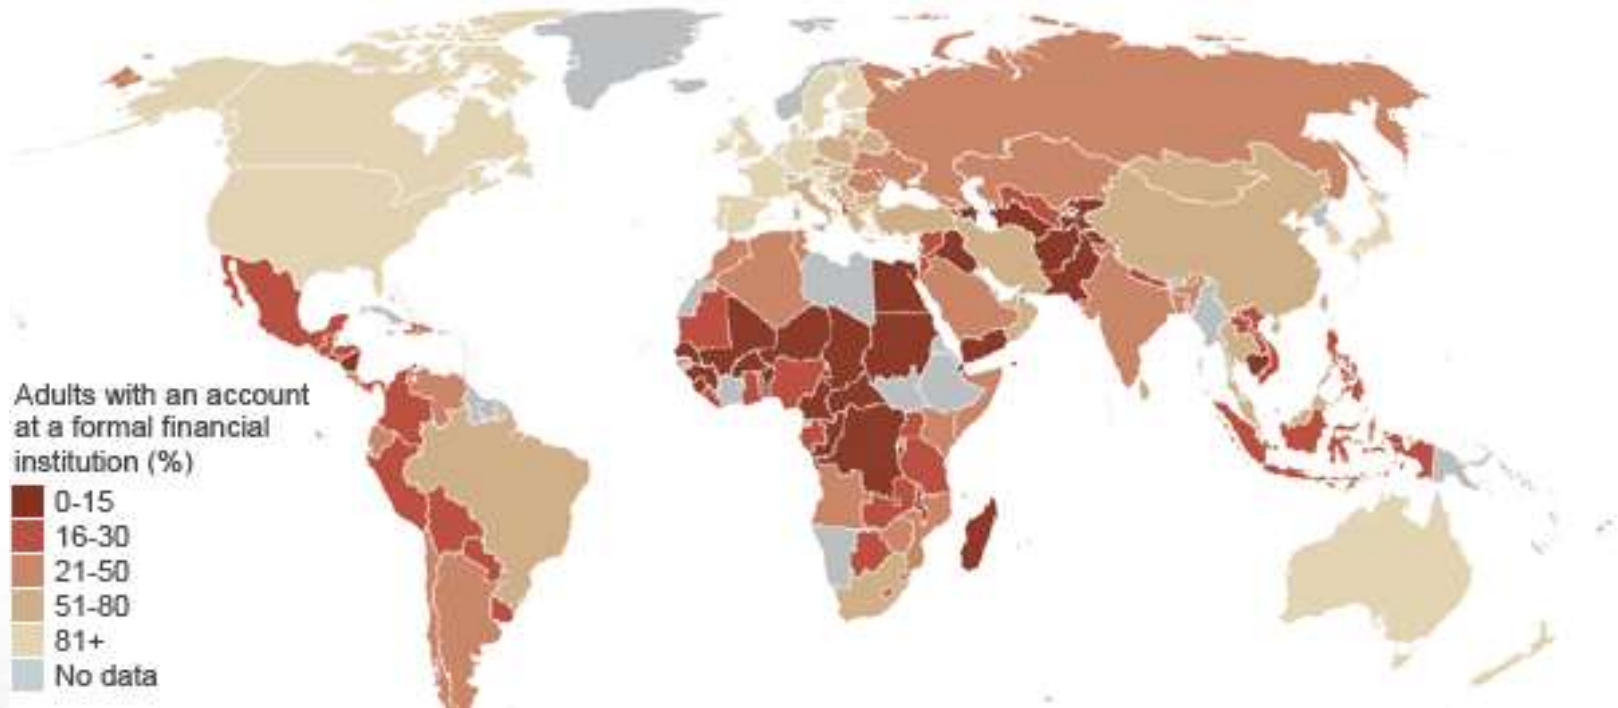 Adults with an account
at a formal financial
institution (%)
0-15
16-30
21-50
51-80
81+
No data